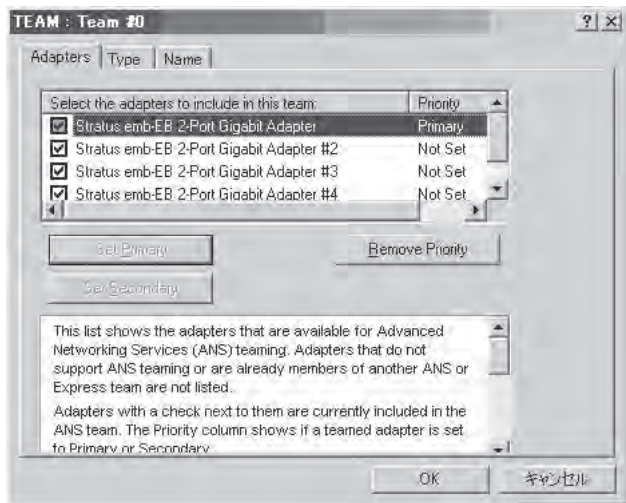 TEAM : Team #0
Adapters Type Name
Select the adapters to include in this team: Priority
Stratus emb-EB 2-Port Gigabit Adapter Primary
Stratus emb-EB 2-Port Gigabit Adapter #2 Not Set
Stratus emb-EB 2-Port Gigabit Adapter #3 Not Set
Stratus emb-EB 2-Port Gigabit Adapter #4 Not Set
Set Primary Remove Priority
Set Secondary
This list shows the adapters that are available for Advanced
Networking Services (ANS) teaming. Adapters that do not
support ANS teaming or are already members of another ANS or
Express team are not listed.
Adapters with a check next to them are currently included in the
ANS team. The Priority column shows if a teamed adapter is set
to Primary or Secondary
OK キャンセル